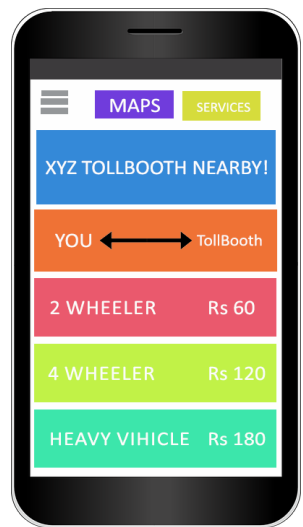 MAPS SERVICES
XYZ TOLLBOOTH NEARBY!
YOU TollBooth
2 WHEELER Rs 60
4 WHEELER Rs 120
HEAVY VIHICLE Rs 180